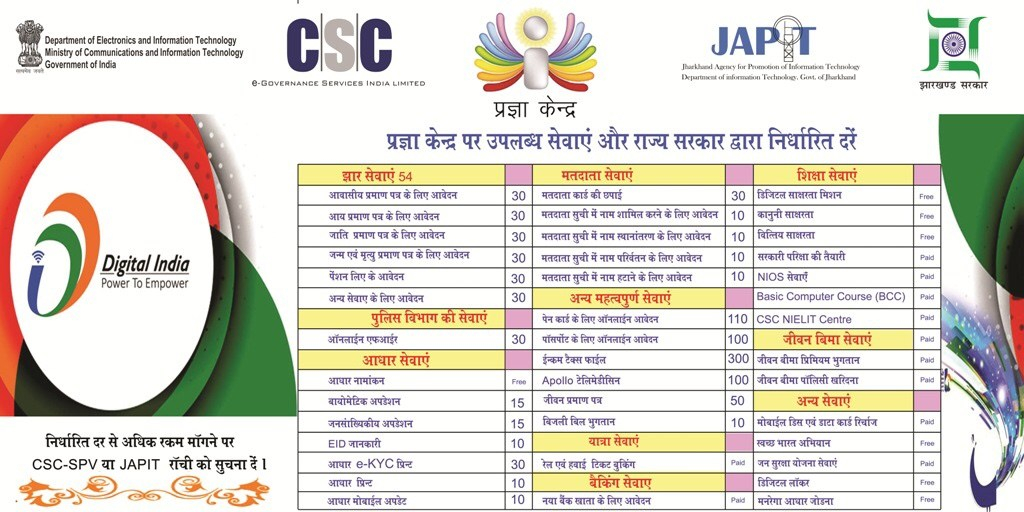 Department of Electronics and Information Technology
Ministry of Communications and Information Technology
Government of India
सत्यमेव जयते
CSC
e-GOVERNANCE SERVICES INDIA LIMITED
प्रज्ञा केन्द्र
JAPIT
Jharkhand Agency for Promotion of Information Technology
Department of information Technology. Govt. of Jharkhand
झारखण्ड सरकार
Digital India
Power To Empower
निर्धारित दर से अधिक रकम माँगने पर
CSC-SPV या JAPIT राँची को सुचना दें।
प्रज्ञा केन्द्र पर उपलब्ध सेवाएं और राज्य सरकार द्वारा निर्धारित दरें
झार सेवाएं 54
आवासीय प्रमाण पत्र के लिए आवेदन 30
आय प्रमाण पत्र के लिए आवेदन 30
जाति प्रमाण पत्र के लिए आवेदन 30
जन्म एवं मृत्यु प्रमाण पत्र के लिए आवेदन 30
पेंशन लिए के आवेदन 30
अन्य सेवाए के लिए आवेदन 30
पुलिस विभाग की सेवाएं
ऑनलाईन एफआईर 30
आधार सेवाएं
आधार नामांकन Free
बायोमेटिक अपडेशन 15
जनसांख्यिकीय अपडेशन 15
EID जानकारी 10
आधार e-KYC प्रिन्ट 30
आधार प्रिन्ट 10
आधार मोबाईल अपडेट 10
मतदाता सेवाएं
मतदाता कार्ड की छपाई 30
मतदाता सुची में नाम शामिल करने के लिए आवेदन 10
मतदाता सुची में नाम स्थानांतरण के लिए आवेदन 10
मतदाता सुची में नाम परिर्वतन के लिए आवेदन 10
मतदाता सुची में नाम हटाने के लिए आवेदन 10
अन्य महत्वपुर्ण सेवाएं
पेन कार्ड के लिए ऑनलॉईन आवेदन 110
पॉसर्पोट के लिए ऑनलॉईन आवेदन 100
ईन्कम टैक्स फाईल 300
Apollo टेलिमेडीसिन 100
जीवन प्रमाण पत्र 50
बिजली बिल भुगतान 10
यात्रा सेवाएं
रेल एवं हवाई टिकट बुकिंग Paid
बैकिंग सेवाए
नया बैंक खाता के लिए आवेदन Paid
शिक्षा सेवाएं
डिजिटल साक्षरता मिशन Free
कानुनी साक्षरता Free
वित्तिय साक्षरता Free
सरकारी परिक्षा की तैयारी Paid
NIOS सेवाएँ Paid
Basic Computer Course (BCC) Paid
CSC NIELIT Centre Paid
जीवन बिमा सेवाएं
जीवन बीमा प्रिमियम भुगतान Paid
जीवन बीमा पॉलिसी खरिदना Paid
अन्य सेवाएं
मोबाईल डिस एवं डाटा कार्ड रिर्चाज Paid
स्वच्छ भारत अभियान Free
जन सुरक्षा योजना सेवाएं Paid
डिजिटल लॉकर Free
मनरेगा आधार जोडना Free